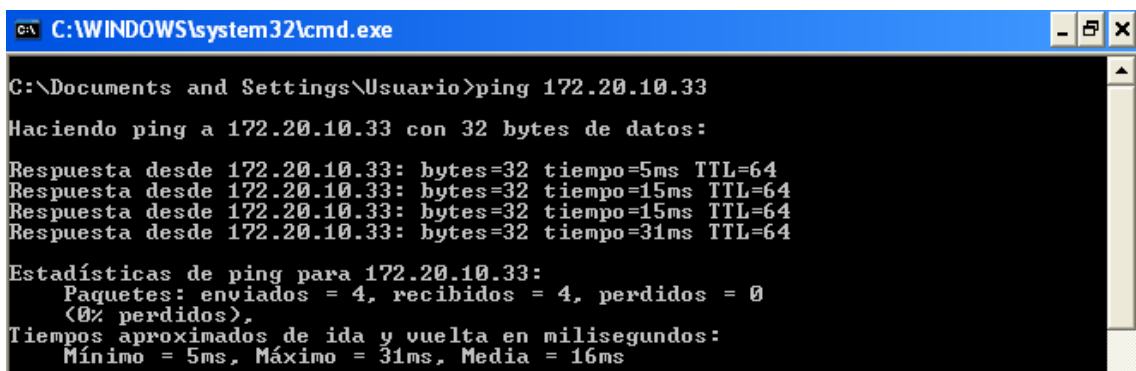 C:\WINDOWS\system32\cmd.exe
C:\Documents and Settings\Usuario>ping 172.20.10.33
Haciendo ping a 172.20.10.33 con 32 bytes de datos:
Respuesta desde 172.20.10.33: bytes=32 tiempo=5ms TTL=64
Respuesta desde 172.20.10.33: bytes=32 tiempo=15ms TTL=64
Respuesta desde 172.20.10.33: bytes=32 tiempo=15ms TTL=64
Respuesta desde 172.20.10.33: bytes=32 tiempo=31ms TTL=64
Estadísticas de ping para 172.20.10.33:
Paquetes: enviados = 4, recibidos = 4, perdidos = 0
(0% perdidos),
Tiempos aproximados de ida y vuelta en milisegundos:
Mínimo = 5ms, Máximo = 31ms, Media = 16ms